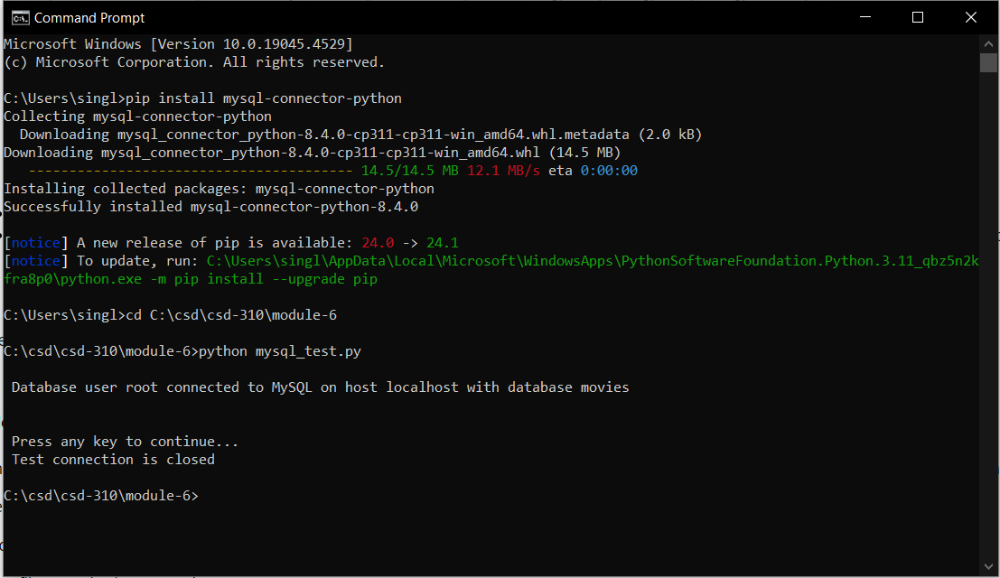 Command Prompt
Microsoft Windows [Version 10.0.19045.4529]
(c) Microsoft Corporation. All rights reserved.
C:\Users\singl>pip install mysql-connector-python
Collecting mysql-connector-python
  Downloading mysql_connector_python-8.4.0-cp311-cp311-win_amd64.whl.metadata (2.0 kB)
Downloading mysql_connector_python-8.4.0-cp311-cp311-win_amd64.whl (14.5 MB)
   ---------------------------------------- 14.5/14.5 MB 12.1 MB/s eta 0:00:00
Installing collected packages: mysql-connector-python
Successfully installed mysql-connector-python-8.4.0
[notice] A new release of pip is available: 24.0 -> 24.1
[notice] To update, run: C:\Users\singl\AppData\Local\Microsoft\WindowsApps\PythonSoftwareFoundation.Python.3.11_qbz5n2k
fra8p0\python.exe -m pip install --upgrade pip
C:\Users\singl>cd C:\csd\csd-310\module-6
C:\csd\csd-310\module-6>python mysql_test.py
 Database user root connected to MySQL on host localhost with database movies
 Press any key to continue...
 Test connection is closed
C:\csd\csd-310\module-6>